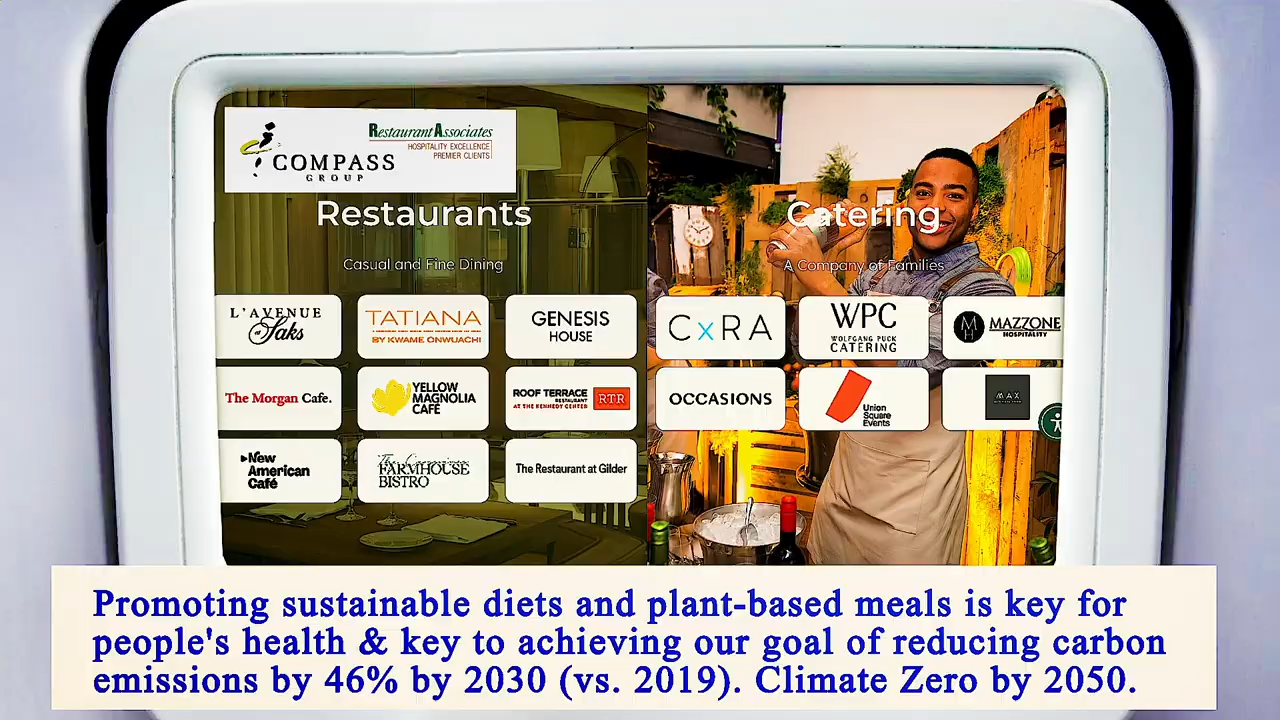 COMPASS
GROUP
Restaurant Associates
HOSPITALITY EXCELLENCE
PREMIER CLIENTS
Restaurants
Casual and Fine Dining
L'AVENUE
at Saks
TATIANA
BY KWAME ONWUACHI
GENESIS
HOUSE
The Morgan Cafe.
YELLOW
MAGNOLIA
CAFÉ
ROOF TERRACE
RESTAURANT
AT THE KENNEDY CENTER
RTR
New
American
Café
FARMHOUSE
BISTRO
The Restaurant at Gilder
Catering
A Company of Families
CxRA
WPC
WOLFGANG PUCK
CATERING
MH
MAZZONE
HOSPITALITY
OCCASIONS
Union
Square
Events
MAX
Promoting sustainable diets and plant-based meals is key for
people's health & key to achieving our goal of reducing carbon
emissions by 46% by 2030 (vs. 2019). Climate Zero by 2050.